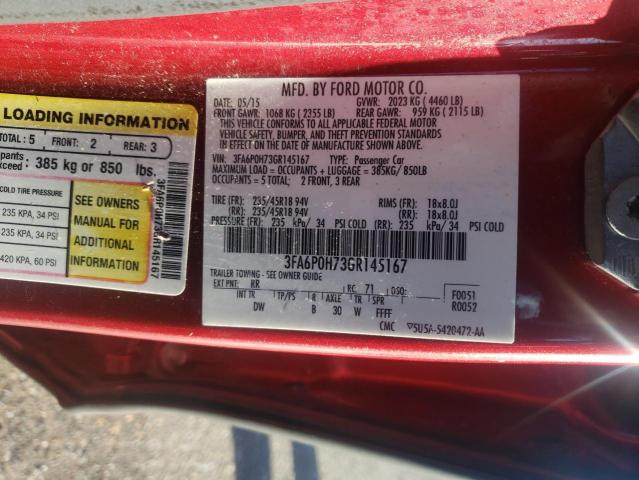 LOADING INFORMATION
TOTAL: 5 FRONT: 2 REAR: 3
pants
exceed: 385 kg or 850 lbs.
COLD TIRE PRESSURE
235 KPA, 34 PSI
235 KPA, 34 PSI
420 KPA, 60 PSI
SEE OWNERS
MANUAL FOR
ADDITIONAL
INFORMATION
3FA6P0H73GR145167
MFD. BY FORD MOTOR CO.
DATE: 05/15 GVWR: 2023 KG ( 4460 LB)
FRONT GAWR: 1068 KG ( 2355 LB) REAR GAWR: 959 KG ( 2115 LB)
THIS VEHICLE CONFORMS TO ALL APPLICABLE FEDERAL MOTOR
VEHICLE SAFETY, BUMPER, AND THEFT PREVENTION STANDARDS
IN EFFECT ON THE DATE OF MANUFACTURE SHOWN ABOVE.
VIN: 3FA6P0H73GR145167 TYPE: Passenger Car
MAXIMUM LOAD = OCCUPANTS + LUGGAGE = 385KG/ 850LB
OCCUPANTS = 5 TOTAL; 2 FRONT, 3 REAR
TIRE (FR): 235/45R18 94V RIMS (FR): 18x8.0J
(RR): 235/45R18 94V (RR): 18x8.0J
PRESSURE (FR): 235 kPa/ 34 PSI COLD (RR): 235 kPa/ 34 PSI COLD
3FA6P0H73GR145167
TRAILER TOWING - SEE OWNER GUIDE
EXT PNT: RR RC: 71 DSO:
INT TR TP/PS R AXLE TR SPR
DW B 30 W FFFF
F0051
R0052
CMC ▽5U5A-5420472-AA